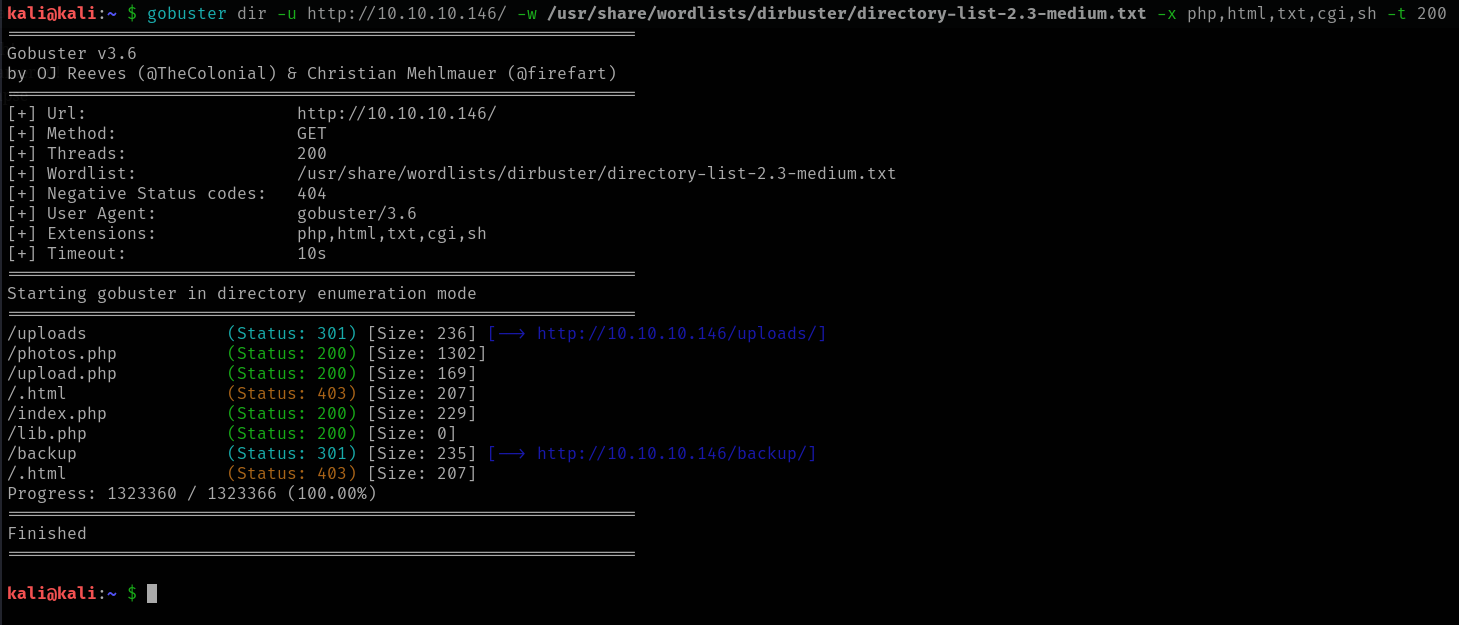 kali@kali:~ $ gobuster dir -u http://10.10.10.146/ -w /usr/share/wordlists/dirbuster/directory-list-2.3-medium.txt -x php,html,txt,cgi,sh -t 200
===============================================================
Gobuster v3.6
by OJ Reeves (@TheColonial) & Christian Mehlmauer (@firefart)
===============================================================
[+] Url:                     http://10.10.10.146/
[+] Method:                  GET
[+] Threads:                 200
[+] Wordlist:                /usr/share/wordlists/dirbuster/directory-list-2.3-medium.txt
[+] Negative Status codes:   404
[+] User Agent:              gobuster/3.6
[+] Extensions:              php,html,txt,cgi,sh
[+] Timeout:                 10s
===============================================================
Starting gobuster in directory enumeration mode
===============================================================
/uploads              (Status: 301) [Size: 236] [--> http://10.10.10.146/uploads/]
/photos.php           (Status: 200) [Size: 1302]
/upload.php           (Status: 200) [Size: 169]
/.html                (Status: 403) [Size: 207]
/index.php            (Status: 200) [Size: 229]
/lib.php              (Status: 200) [Size: 0]
/backup               (Status: 301) [Size: 235] [--> http://10.10.10.146/backup/]
/.html                (Status: 403) [Size: 207]
Progress: 1323360 / 1323366 (100.00%)
===============================================================
Finished
===============================================================
kali@kali:~ $